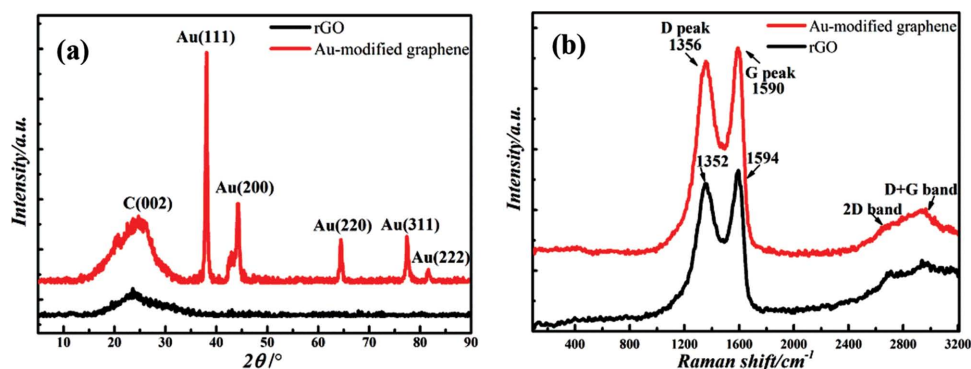 (a)
rGO
Au-modified graphene
Au(111)
C(002)
Au(200)
Au(220)
Au(311)
Au(222)
Intensity/a.u.
10 20 30 40 50 60 70 80 90
2θ/°
(b)
Au-modified graphene
rGO
D peak
1356
G peak
1590
1352
1594
D+G band
2D band
Intensity/a.u.
400 1200 1600 2000 2400 2800 3200
Raman shift/cm-1